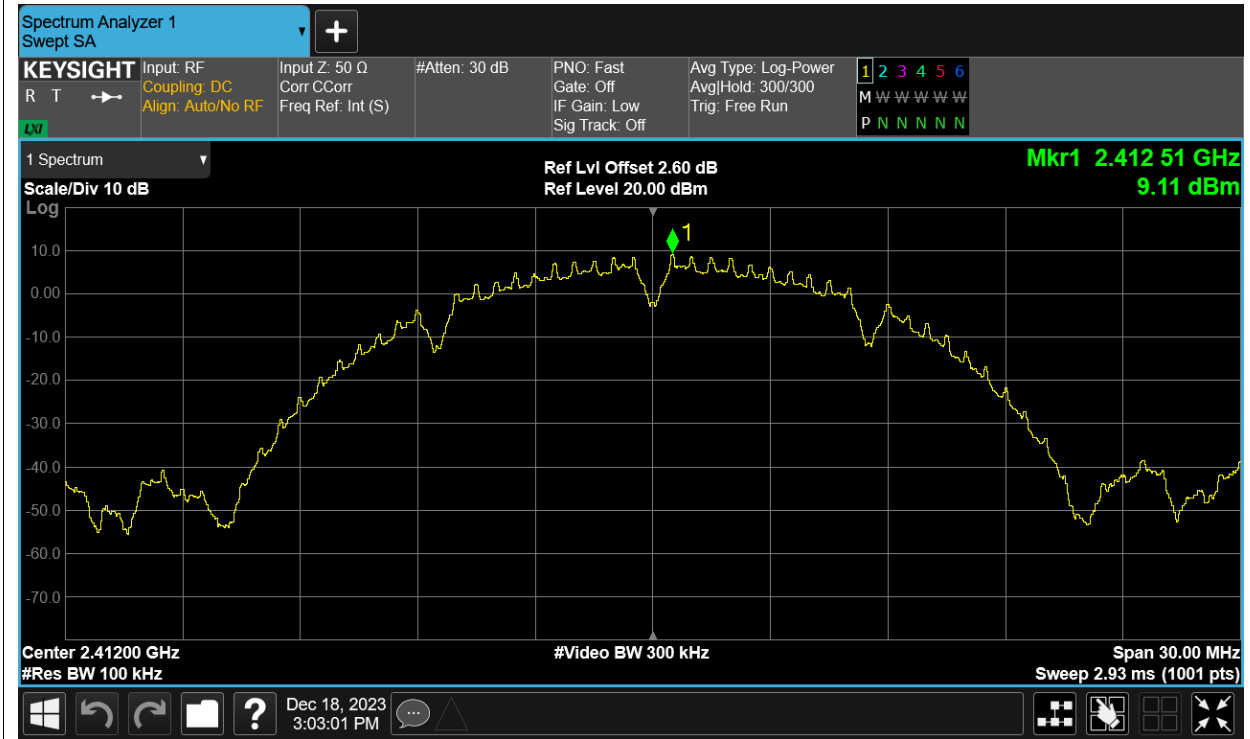 Spectrum Analyzer 1
Swept SA
+
KEYSIGHT
R T
LXI
Input: RF
Coupling: DC
Align: Auto/No RF
Input Z: 50 Ω
Corr CCorr
Freq Ref: Int (S)
#Atten: 30 dB
PNO: Fast
Gate: Off
IF Gain: Low
Sig Track: Off
Avg Type: Log-Power
Avg|Hold: 300/300
Trig: Free Run
1 2 3 4 5 6
M W W W W W W
P N N N N N N
1 Spectrum
Scale/Div 10 dB
Log
Ref Lvl Offset 2.60 dB
Ref Level 20.00 dBm
Mkr1 2.412 51 GHz
9.11 dBm
1
10.0
0.00
-10.0
-20.0
-30.0
-40.0
-50.0
-60.0
-70.0
Center 2.41200 GHz
#Res BW 100 kHz
#Video BW 300 kHz
Span 30.00 MHz
Sweep 2.93 ms (1001 pts)
?
Dec 18, 2023
3:03:01 PM